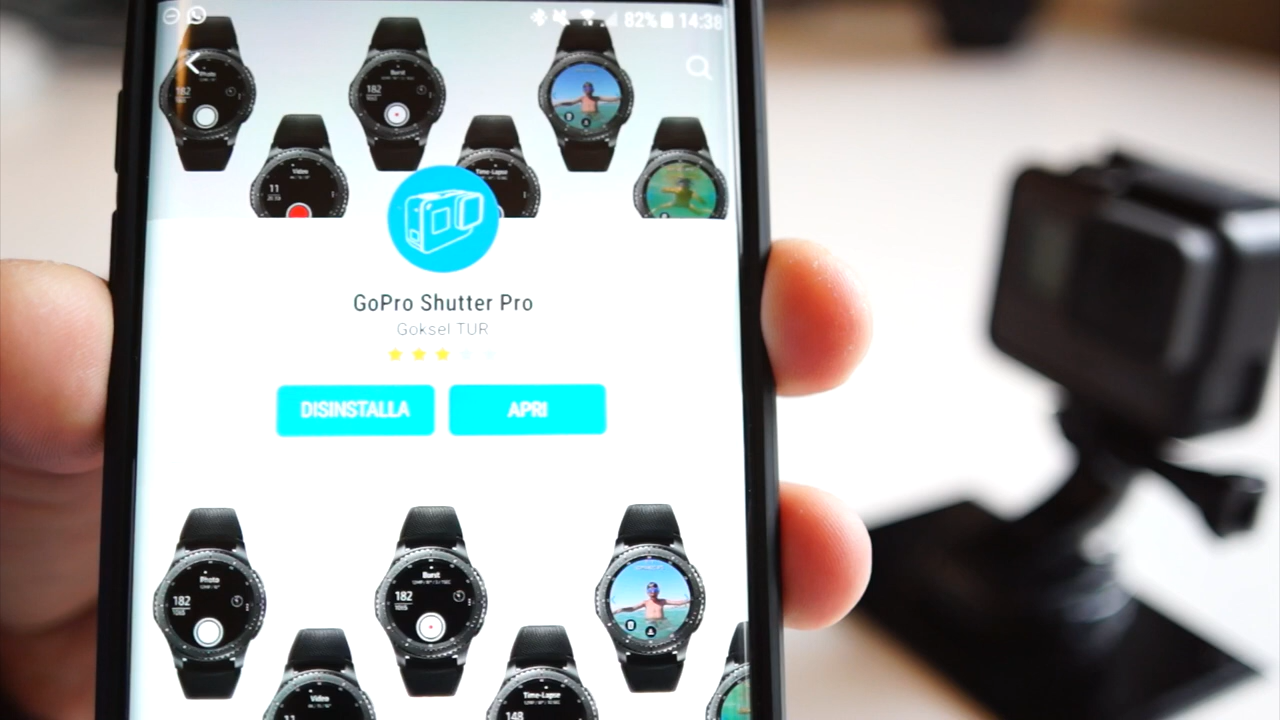 82% 14:38
Photo
182
Burst
182
Video
11
Time-Lapse
GoPro Shutter Pro
Goksel TUR
DISINSTALLA
APRI
Photo
182
Burst
182
Video
11
Time-Lapse
148